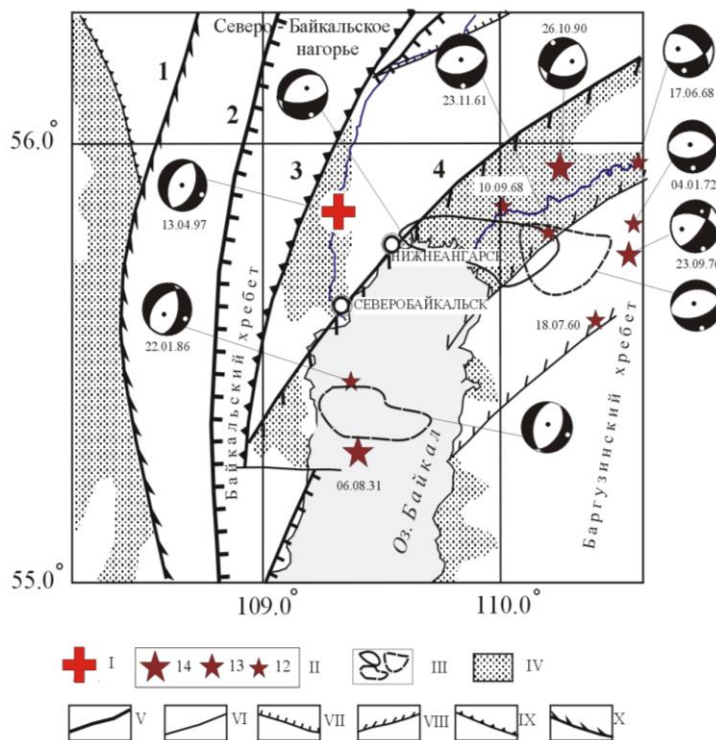 Северо - Байкальское
нагорье
26.10.90
23.11.61
17.06.68
1
2
3
4
56.0°
10.09.68
04.01.72
13.04.97
НИЖНЕАНГАРСК
23.09.76
СЕВЕРОБАЙКАЛЬСК
22.01.86
18.07.60
Байкальский хребет
Оз. Байкал
Баргузинский хребет
06.08.31
55.0°
109.0°
110.0°
I
14
13
12
II
III
IV
V
VI
VII
VIII
IX
X